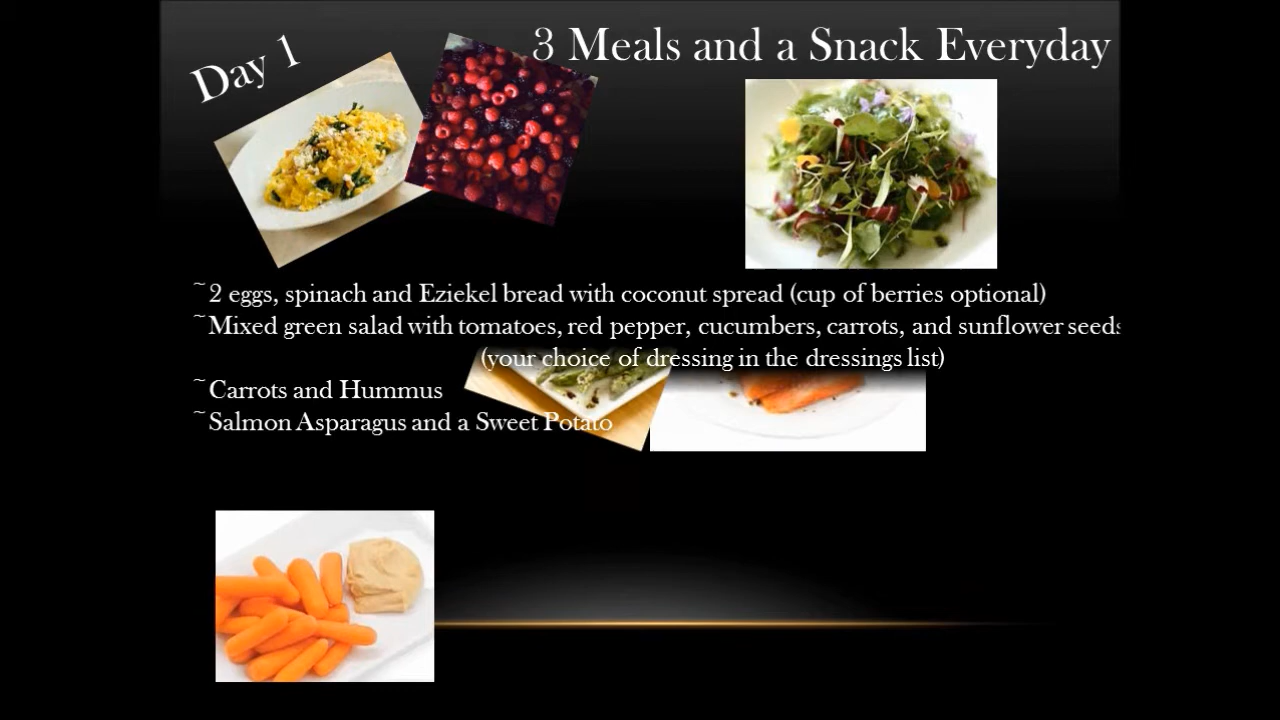 Day 1
3 Meals and a Snack Everyday
~2 eggs, spinach and Eziekel bread with coconut spread (cup of berries optional)
~Mixed green salad with tomatoes, red pepper, cucumbers, carrots, and sunflower seeds
(your choice of dressing in the dressings list)
~Carrots and Hummus
~Salmon Asparagus and a Sweet Potato